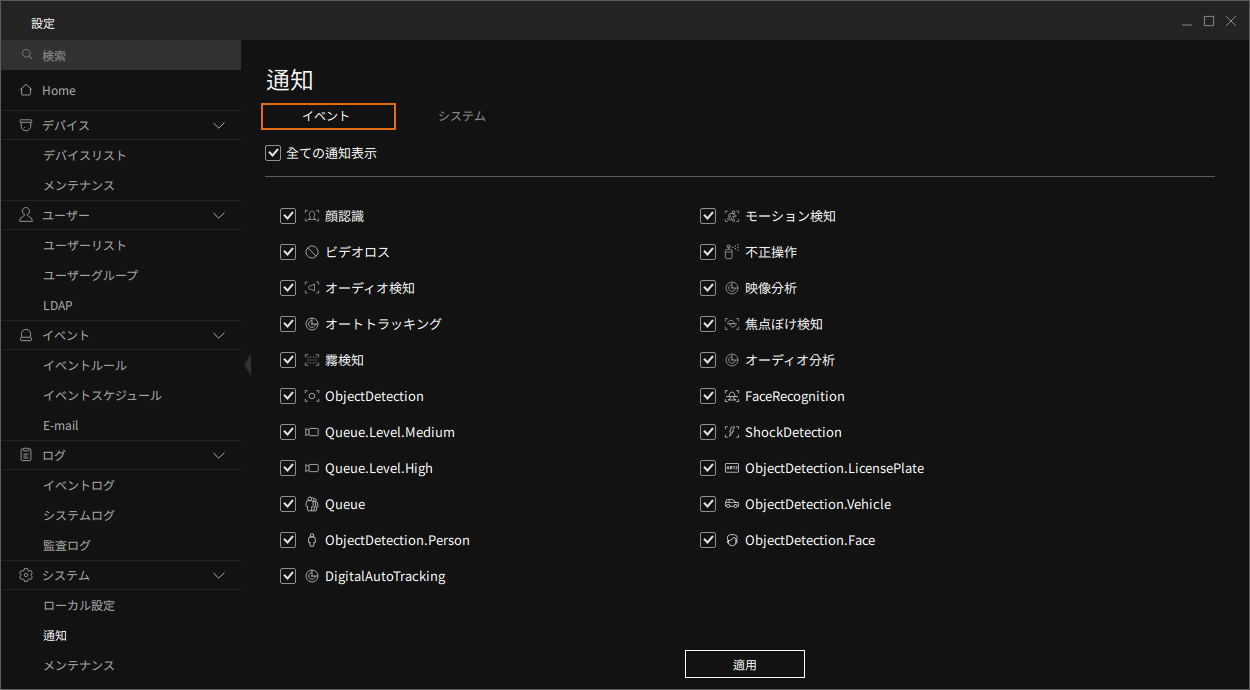 設定
検索
Home
デバイス
デバイスリスト
メンテナンス
ユーザー
ユーザーリスト
ユーザーグループ
LDAP
イベント
イベントルール
イベントスケジュール
E-mail
ログ
イベントログ
システムログ
監査ログ
システム
ローカル設定
通知
メンテナンス
通知
イベント システム
全ての通知表示
顔認識 モーション検知
ビデオロス 不正操作
オーディオ検知 映像分析
オートトラッキング 焦点ぼけ検知
霧検知 オーディオ分析
ObjectDetection FaceRecognition
Queue.Level.Medium ShockDetection
Queue.Level.High ObjectDetection.LicensePlate
Queue ObjectDetection.Vehicle
ObjectDetection.Person ObjectDetection.Face
DigitalAutoTracking
適用